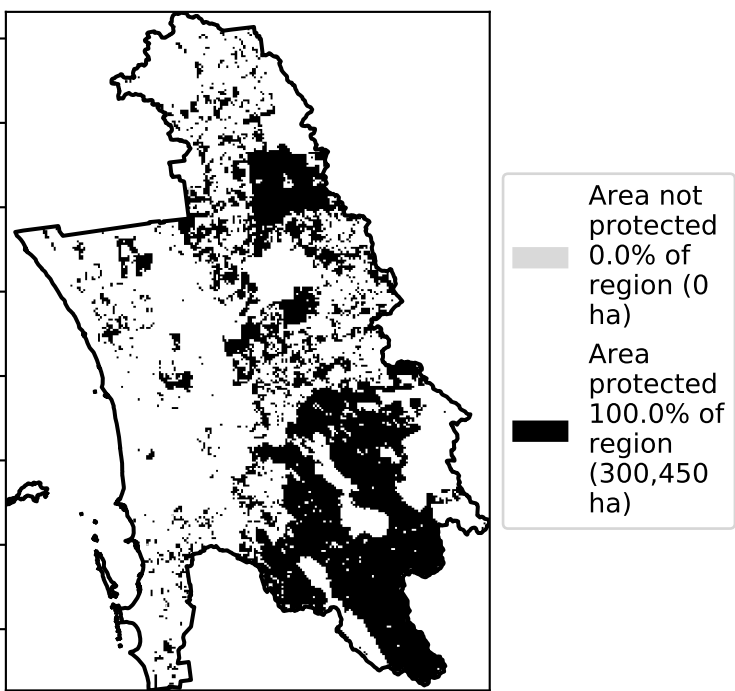 Area not
protected
0.0% of
region (0
ha)
Area
protected
100.0% of
region
(300,450
ha)